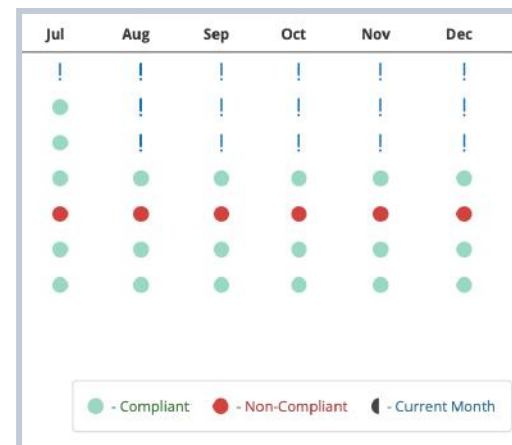 Jul Aug Sep Oct Nov Dec
! ! ! ! ! !
! ! ! ! !
! ! ! ! !
- Compliant - Non-Compliant - Current Month